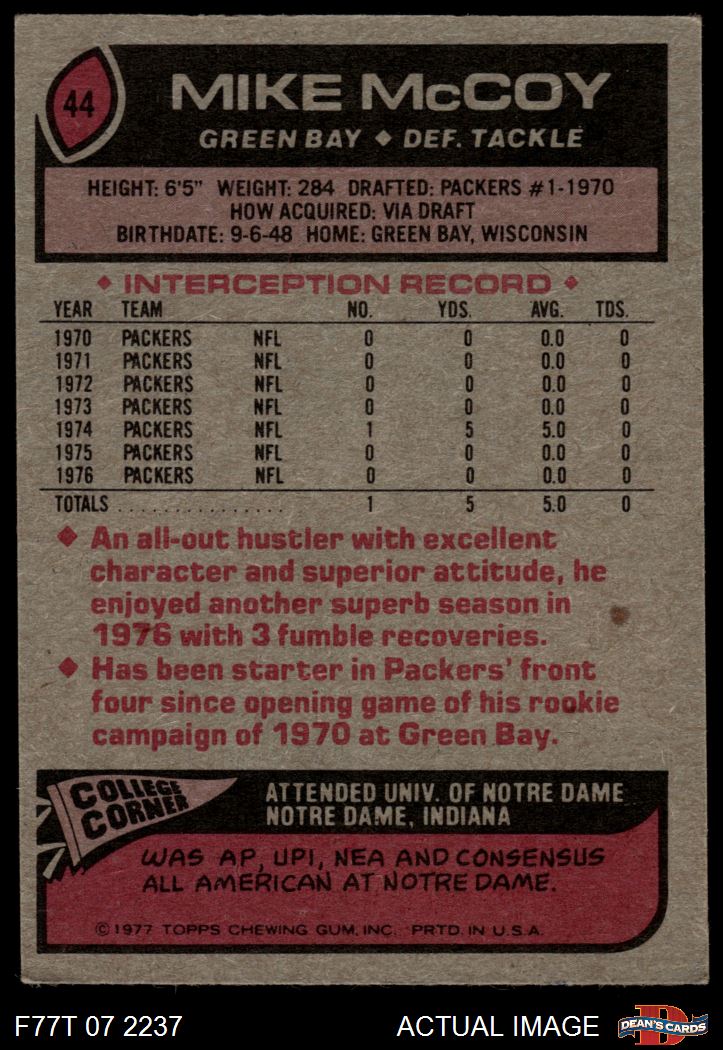 44
MIKE McCOY
GREEN BAY ◆ DEF. TACKLE
HEIGHT: 6'5" WEIGHT: 284 DRAFTED: PACKERS #1-1970
HOW ACQUIRED: VIA DRAFT
BIRTHDATE: 9-6-48 HOME: GREEN BAY, WISCONSIN
◆ INTERCEPTION RECORD ◆
YEAR TEAM NO. YDS. AVG. TDS.
1970 PACKERS NFL 0 0 0.0 0
1971 PACKERS NFL 0 0 0.0 0
1972 PACKERS NFL 0 0 0.0 0
1973 PACKERS NFL 0 0 0.0 0
1974 PACKERS NFL 1 5 5.0 0
1975 PACKERS NFL 0 0 0.0 0
1976 PACKERS NFL 0 0 0.0 0
TOTALS . . . . . . . . . . . . . . . . 1 5 5.0 0
◆ An all-out hustler with excellent
character and superior attitude, he
enjoyed another superb season in
1976 with 3 fumble recoveries.
◆ Has been starter in Packers' front
four since opening game of his rookie
campaign of 1970 at Green Bay.
COLLEGE
CORNER
ATTENDED UNIV. OF NOTRE DAME
NOTRE DAME, INDIANA
WAS AP, UPI, NEA AND CONSENSUS
ALL AMERICAN AT NOTRE DAME.
© 1977 TOPPS CHEWING GUM, INC. PRTD. IN U.S.A.
F77T 07 2237
ACTUAL IMAGE
D
DEAN'S CARDS